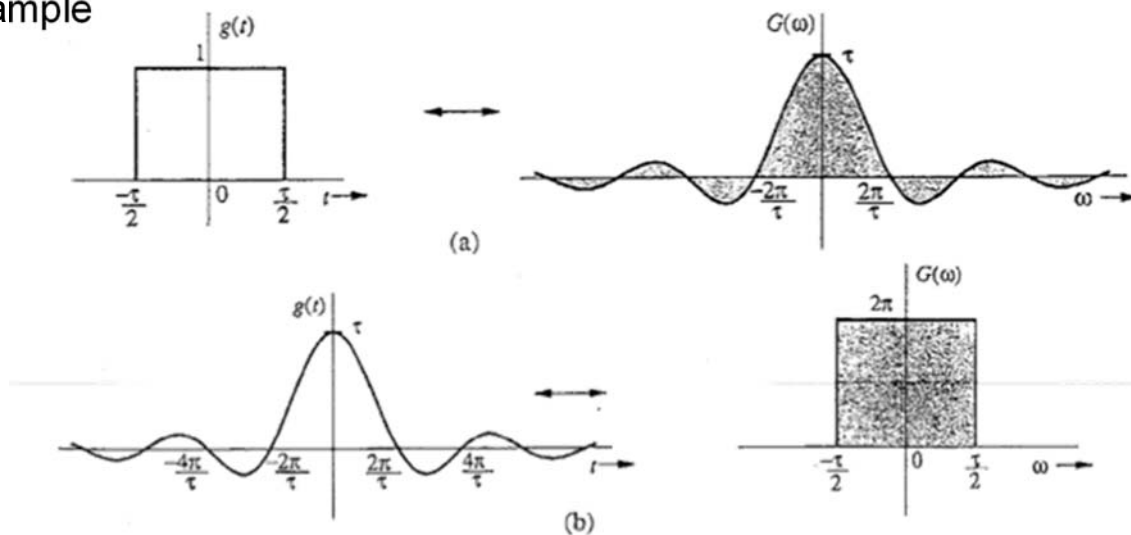 ample
g(t)
1
-τ/2
0
τ/2
t
G(ω)
τ
-2π/τ
2π/τ
ω
(a)
g(t)
τ
-4π/τ
-2π/τ
2π/τ
4π/τ
t
G(ω)
2π
-τ/2
0
τ/2
ω
(b)